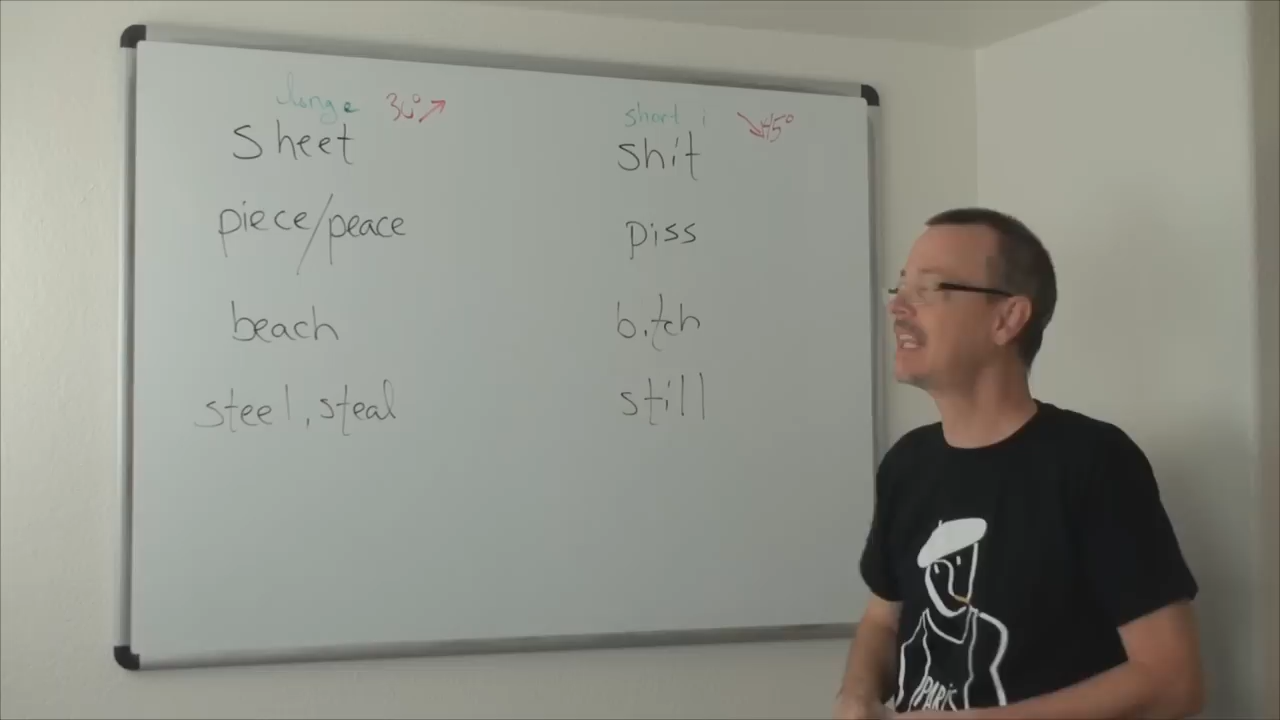 long e 30° short i 45°
sheet shit
piece/peace piss
beach bitch
steel, steal still
PARIS